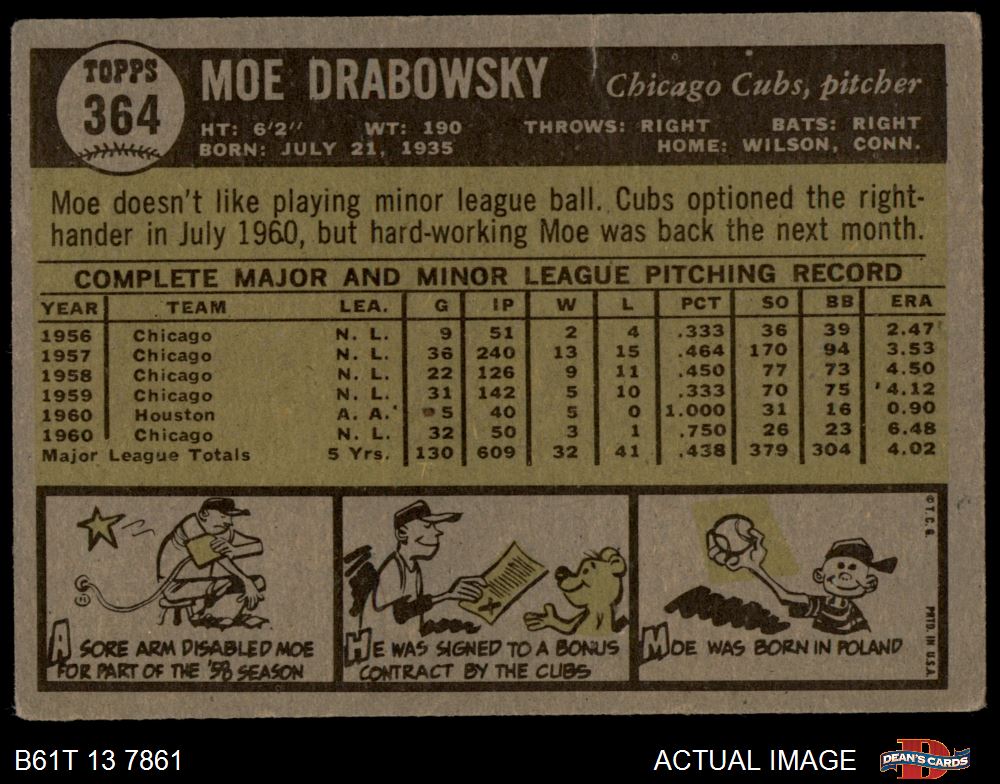 TOPPS
364
MOE DRABOWSKY Chicago Cubs, pitcher
HT: 6'2" WT: 190 THROWS: RIGHT BATS: RIGHT
BORN: JULY 21, 1935 HOME: WILSON, CONN.
Moe doesn't like playing minor league ball. Cubs optioned the right-
hander in July 1960, but hard-working Moe was back the next month.
COMPLETE MAJOR AND MINOR LEAGUE PITCHING RECORD
YEAR TEAM LEA. G IP W L PCT SO BB ERA
1956 Chicago N. L. 9 51 2 4 .333 36 39 2.47
1957 Chicago N. L. 36 240 13 15 .464 170 94 3.53
1958 Chicago N. L. 22 126 9 11 .450 77 73 4.50
1959 Chicago N. L. 31 142 5 10 .333 70 75 4.12
1960 Houston A. A. 5 40 5 0 1.000 31 16 0.90
1960 Chicago N. L. 32 50 3 1 .750 26 23 6.48
Major League Totals 5 Yrs. 130 609 32 41 .438 379 304 4.02
A SORE ARM DISABLED MOE
FOR PART OF THE '58 SEASON
HE WAS SIGNED TO A BONUS
CONTRACT BY THE CUBS
MOE WAS BORN IN POLAND
© T.C.G. PRTD. IN U.S.A.
B61T 13 7861 ACTUAL IMAGE
DEAN'S CARDS